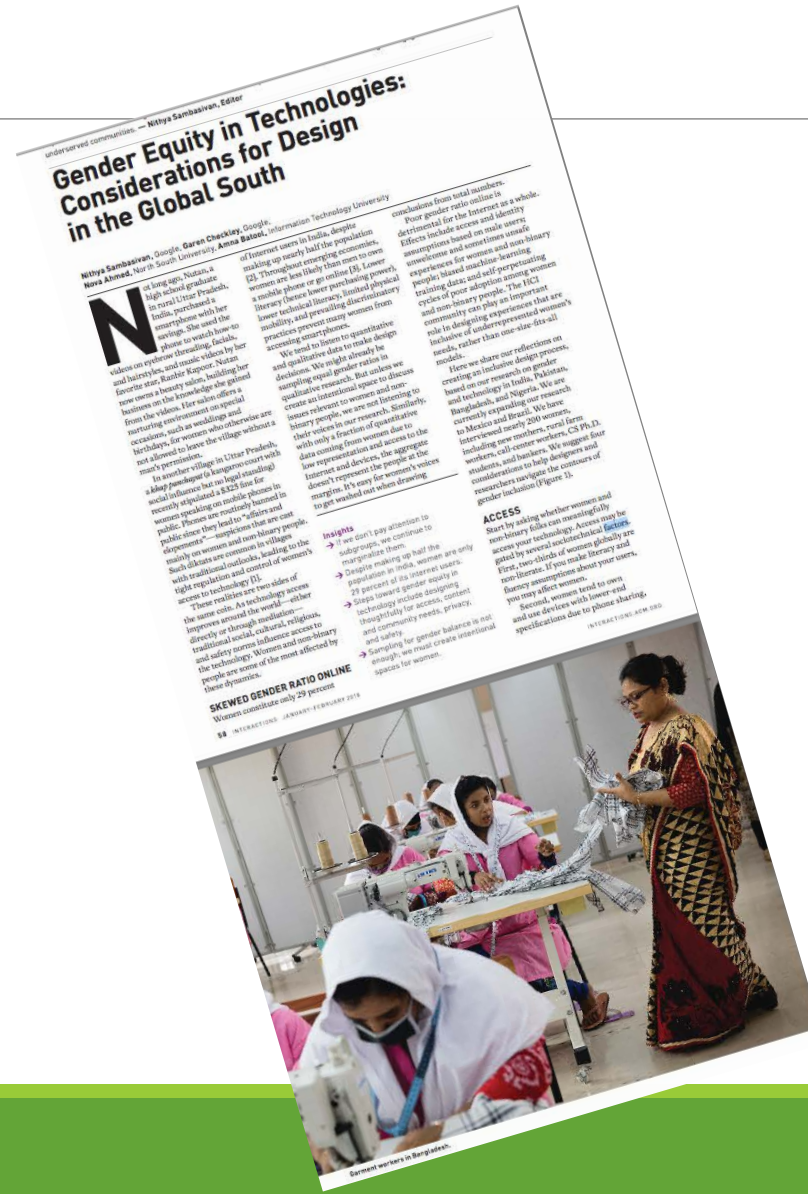 underserved communities. — Nithya Sambasivan, Editor
Gender Equity in Technologies:
Considerations for Design
in the Global South
Nithya Sambasivan, Google, Garen Checkley, Google,
Nova Ahmed, North South University, Amna Batool, Information Technology University
Not long ago, Nutan, a
high school graduate
in rural Uttar Pradesh,
India, purchased a
smartphone with her
savings. She used the
phone to watch how-to
videos on eyebrow threading, facials,
and hairstyles, and music videos by her
favorite star, Ranbir Kapoor. Nutan
now owns a beauty salon, building her
business on the knowledge she gained
from the videos. Her salon offers a
nurturing environment on special
occasions, such as weddings and
birthdays, for women who otherwise are
not allowed to leave the village without a
man's permission.
In another village in Uttar Pradesh,
a khap panchayat (a kangaroo court with
social influence but no legal standing)
recently stipulated a $325 fine for
women speaking on mobile phones in
public. Phones are routinely banned in
public since they lead to "affairs and
elopements"—suspicions that are cast
mainly on women and non-binary people.
Such diktats are common in villages
with traditional outlooks, leading to the
tight regulation and control of women's
access to technology [1].
These realities are two sides of
the same coin. As technology access
improves around the world—either
directly or through mediation—
traditional social, cultural, religious,
and safety norms influence access to
the technology. Women and non-binary
people are some of the most affected by
these dynamics.
SKEWED GENDER RATIO ONLINE
Women constitute only 29 percent
of Internet users in India, despite
making up nearly half the population
[2]. Throughout emerging economies,
women are less likely than men to own
a mobile phone or go online [3]. Lower
literacy (hence lower purchasing power),
lower technical literacy, limited physical
mobility, and prevailing discriminatory
practices prevent many women from
accessing smartphones.
We tend to listen to quantitative
and qualitative data to make design
decisions. We might already be
sampling equal gender ratios in
qualitative research. But unless we
create an intentional space to discuss
issues relevant to women and non-
binary people, we are not listening to
their voices in our research. Similarly,
with only a fraction of quantitative
data coming from women due to
low representation and access to the
Internet and devices, the aggregate
doesn't represent the people at the
margins. It's easy for women's voices
to get washed out when drawing
Insights
→ If we don't pay attention to
subgroups, we continue to
marginalize them.
→ Despite making up half the
population in India, women are only
29 percent of its internet users.
→ Steps toward gender equity in
technology include designing
thoughtfully for access, content
and community needs, privacy,
and safety.
→ Sampling for gender balance is not
enough; we must create intentional
spaces for women.
conclusions from total numbers.
Poor gender ratio online is
detrimental for the Internet as a whole.
Effects include access and identity
assumptions based on male users;
unwelcome and sometimes unsafe
experiences for women and non-binary
people; biased machine-learning
training data; and self-perpetuating
cycles of poor adoption among women
and non-binary people. The HCI
community can play an important
role in designing experiences that are
inclusive of underrepresented women's
needs, rather than one-size-fits-all
models.
Here we share our reflections on
creating an inclusive design process,
based on our research on gender
and technology in India, Pakistan,
Bangladesh, and Nigeria. We are
currently expanding our research
to Mexico and Brazil. We have
interviewed nearly 200 women,
including new mothers, rural farm
workers, call-center workers, CS Ph.D.
students, and bankers. We suggest four
considerations to help designers and
researchers navigate the contours of
gender inclusion (Figure 1).
ACCESS
Start by asking whether women and
non-binary folks can meaningfully
access your technology. Access may be
gated by several sociotechnical factors.
First, two-thirds of women globally are
non-literate. If you make literacy and
fluency assumptions about your users,
you may affect women.
Second, women tend to own
and use devices with lower-end
specifications due to phone sharing,
58 INTERACTIONS JANUARY–FEBRUARY 2018
INTERACTIONS.ACM.ORG
Garment workers in Bangladesh.